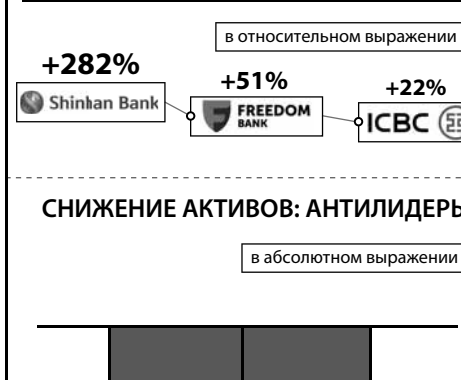 в относительном выражении
+282%
+51%
+22%
Shinhan Bank
FREEDOM
BANK
ICBC
СНИЖЕНИЕ АКТИВОВ: АНТИЛИДЕРЫ
в абсолютном выражении